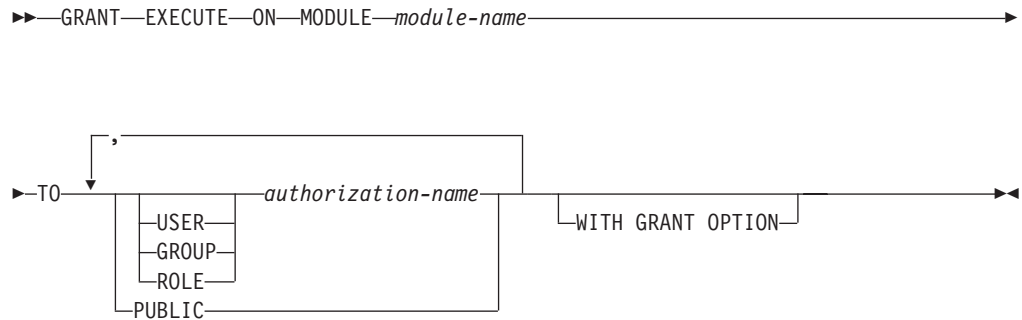 GRANT EXECUTE ON MODULE module-name
,
TO authorization-name
USER WITH GRANT OPTION
GROUP
ROLE
PUBLIC